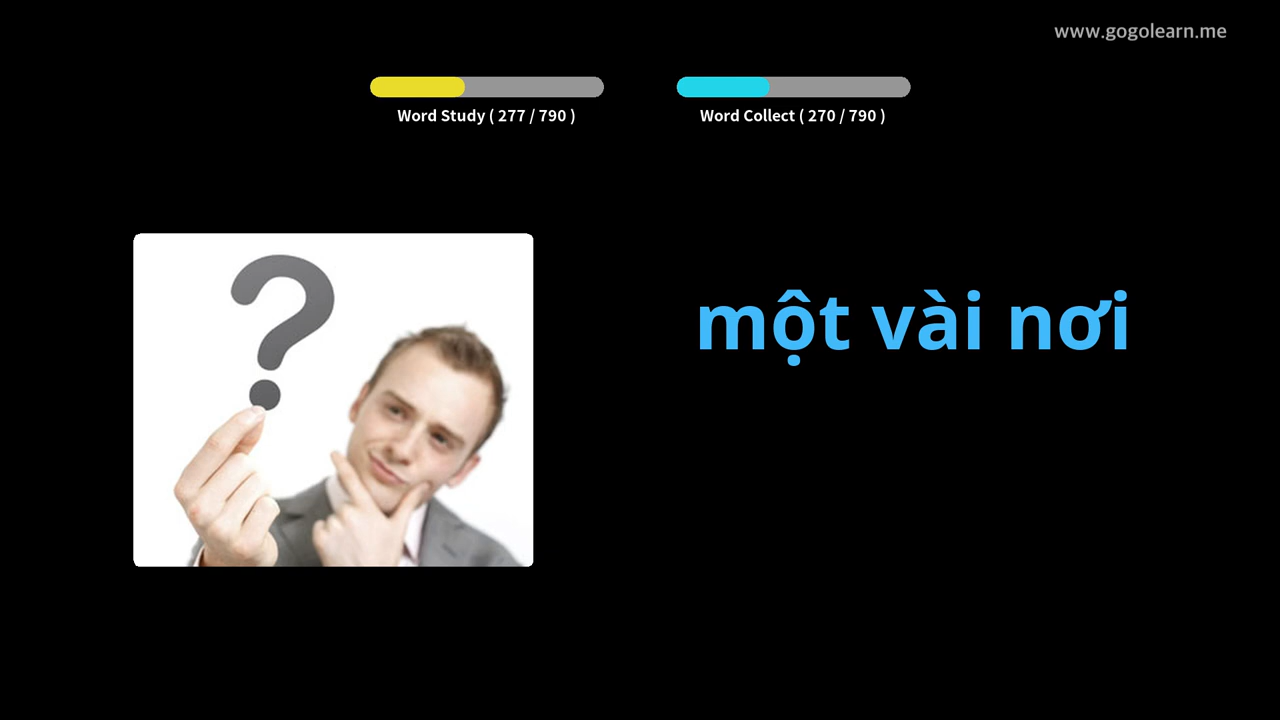 www.gogolearn.me
Word Study ( 277 / 790 )
Word Collect ( 270 / 790 )
?
một vài nơi